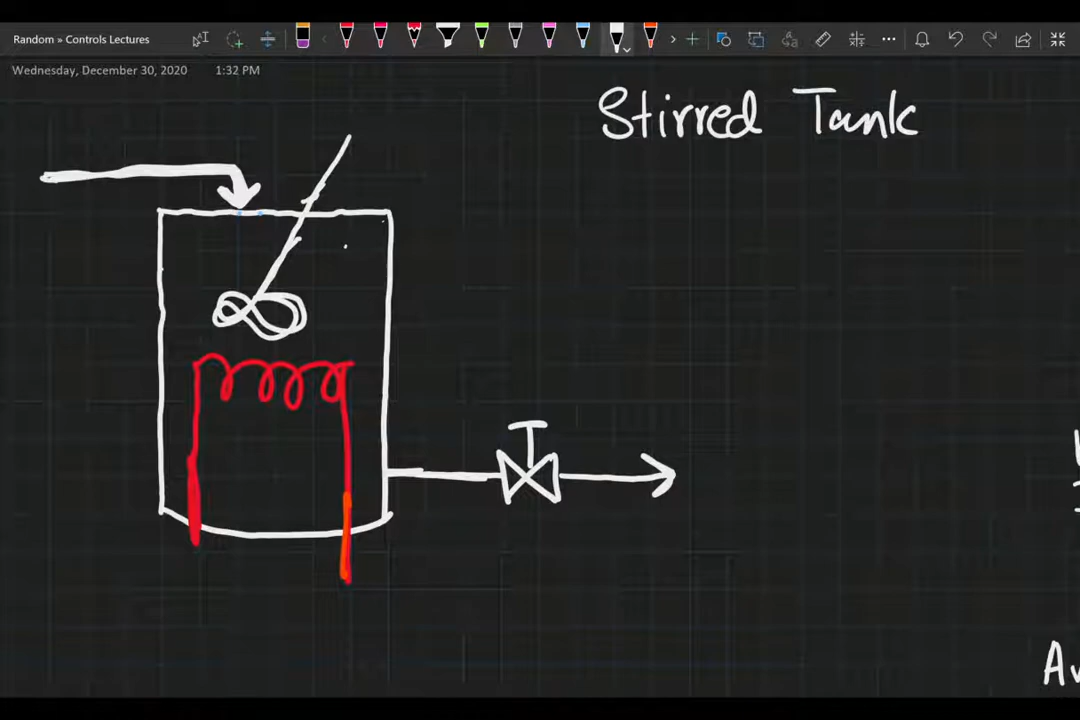 Random » Controls Lectures
Wednesday, December 30, 2020 1:32 PM
Stirred Tank